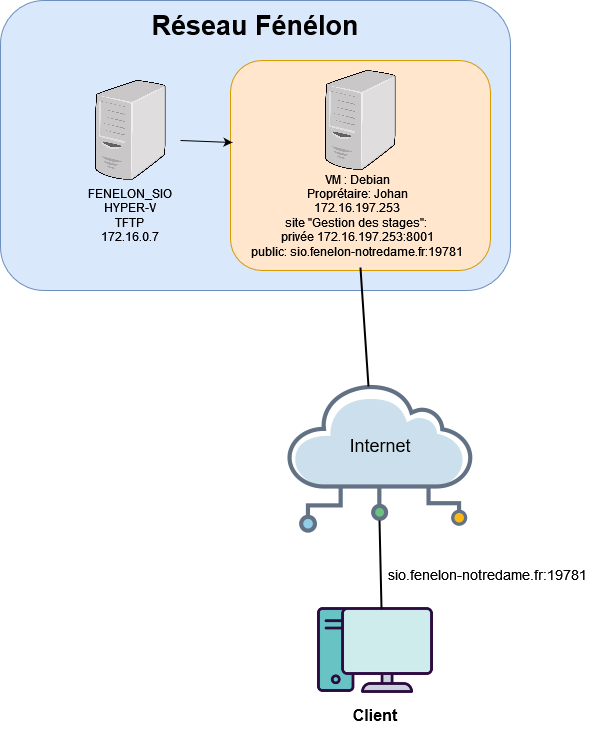 Réseau Fénélon
FENELON_SIO
HYPER-V
TFTP
172.16.0.7
VM : Debian
Proprétaire: Johan
172.16.197.253
site "Gestion des stages":
privée 172.16.197.253:8001
public: sio.fenelon-notredame.fr:19781
Internet
sio.fenelon-notredame.fr:19781
Client